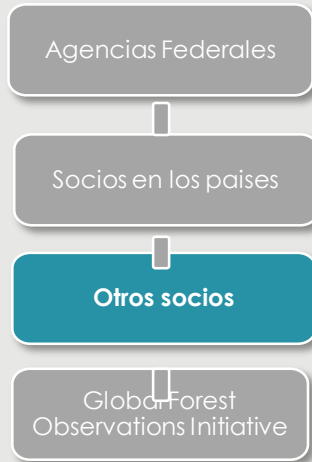 Agencias Federales
Socios en los paises
Otros socios
Global Forest
Observations Initiative